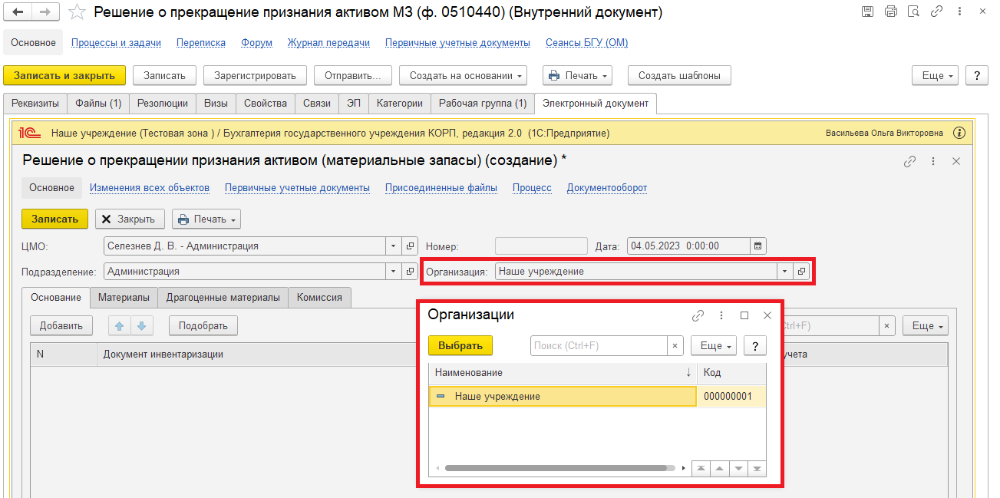 Решение о прекращение признания активом МЗ (ф. 0510440) (Внутренний документ)
Основное Процессы и задачи Переписка Форум Журнал передачи Первичные учетные документы Сеансы БГУ (ОМ)
Записать и закрыть Записать Зарегистрировать Отправить... Создать на основании Печать Создать шаблоны Еще ?
Реквизиты Файлы (1) Резолюции Визы Свойства Связи ЭП Категории Рабочая группа (1) Электронный документ
1С Наше учреждение (Тестовая зона ) / Бухгалтерия государственного учреждения КОРП, редакция 2.0 (1С:Предприятие) Васильева Ольга Викторовна
Решение о прекращении признания активом (материальные запасы) (создание) *
Основное Изменения всех объектов Первичные учетные документы Присоединенные файлы Процесс Документооборот
Записать Закрыть Печать
ЦМО: Селезнев Д. В. - Администрация Номер: Дата: 04.05.2023 0:00:00
Подразделение: Администрация Организация: Наше учреждение
Основание Материалы Драгоценные материалы Комиссия
Добавить Подобрать trl+F) × Еще
N Документ инвентаризации учета
Организации
Выбрать Поиск (Ctrl+F) × Еще ?
Наименование ↓ Код
Наше учреждение 000000001